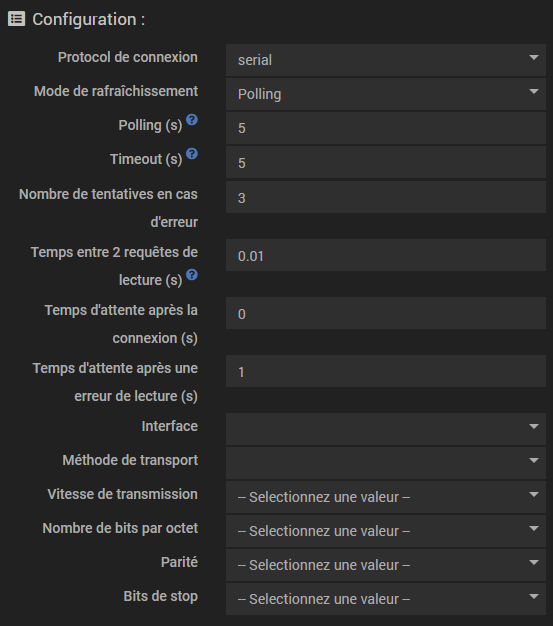 Configuration :
Protocol de connexion
serial
Mode de rafraîchissement
Polling
Polling (s) ?
5
Timeout (s) ?
5
Nombre de tentatives en cas
d'erreur
3
Temps entre 2 requêtes de
lecture (s) ?
0.01
Temps d'attente après la
connexion (s)
0
Temps d'attente après une
erreur de lecture (s)
1
Interface
Méthode de transport
Vitesse de transmission
-- Selectionnez une valeur --
Nombre de bits par octet
-- Selectionnez une valeur --
Parité
-- Selectionnez une valeur --
Bits de stop
-- Selectionnez une valeur --